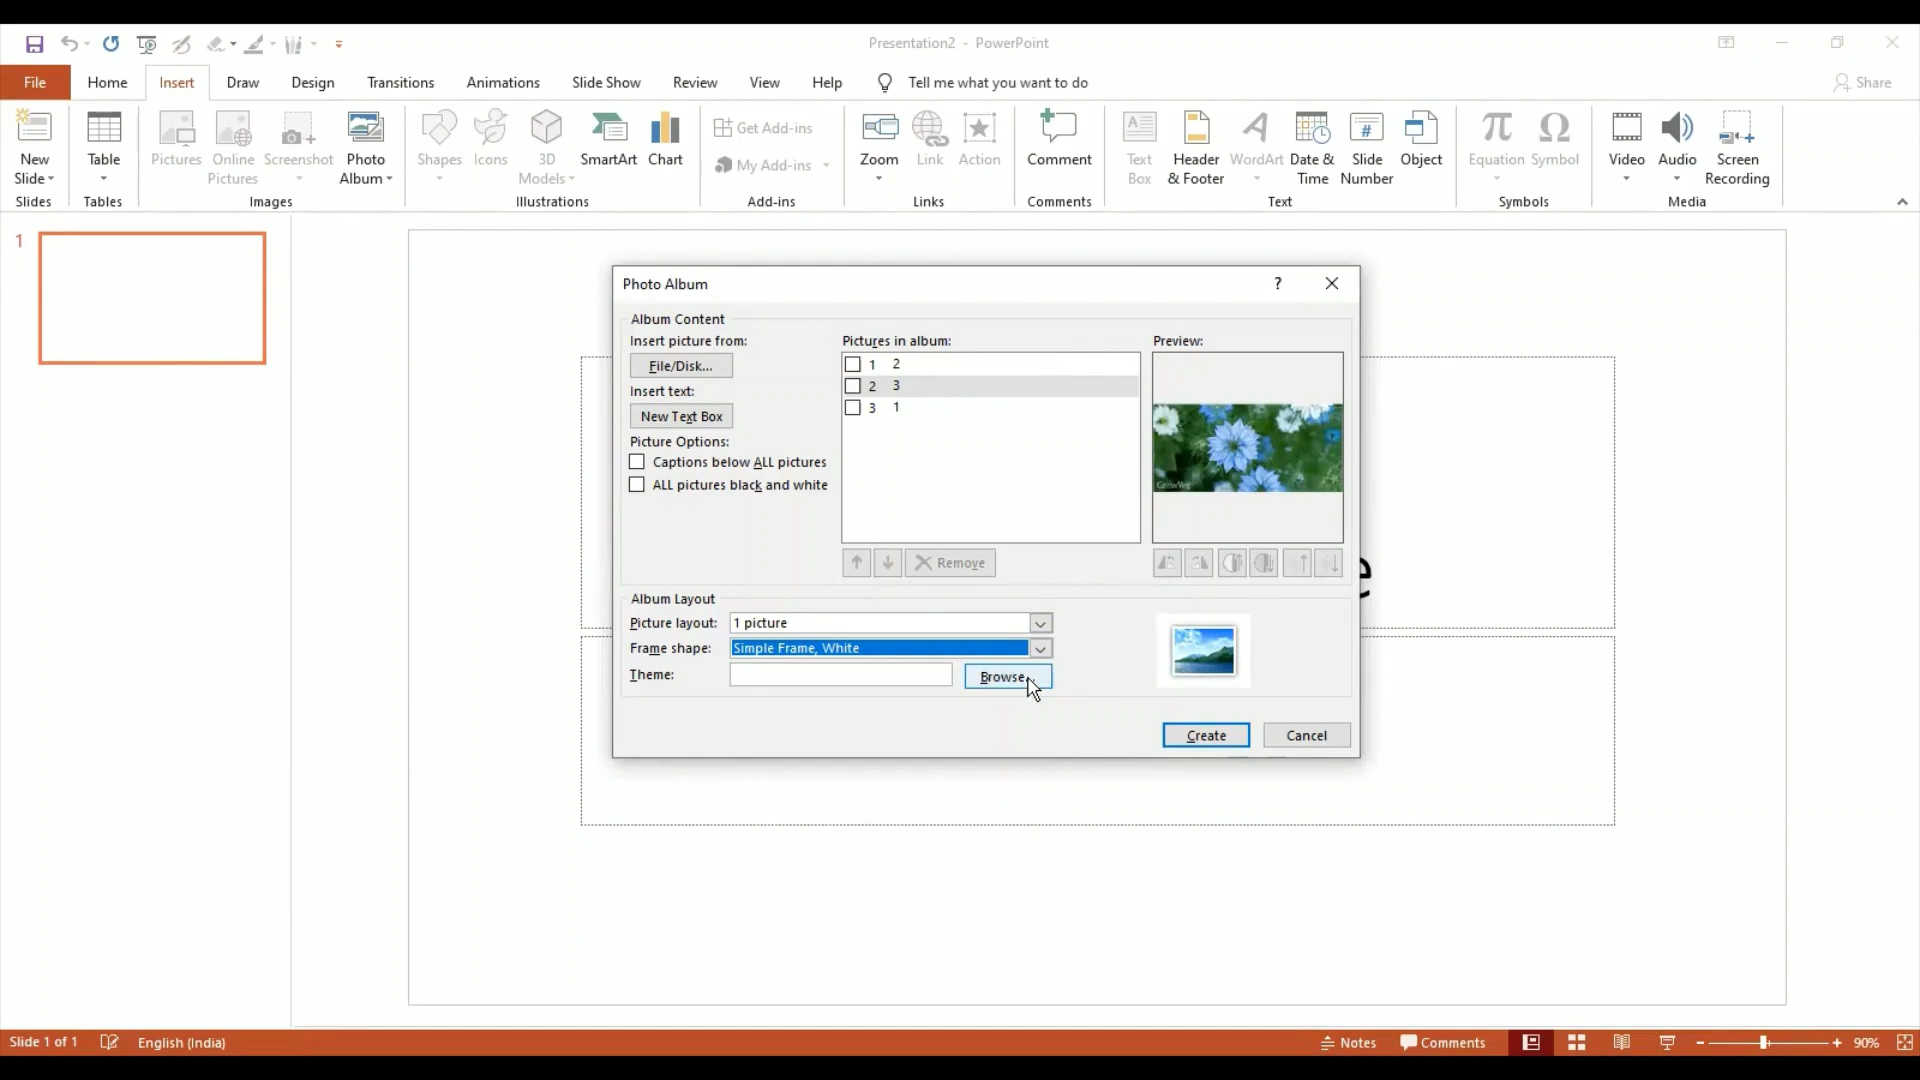 Presentation2 - PowerPoint
File Home Insert Draw Design Transitions Animations Slide Show Review View Help Tell me what you want to do Share
New Slide
Table
Pictures
Online Pictures
Screenshot
Photo Album
Shapes
Icons
3D Models
SmartArt
Chart
Get Add-ins
My Add-ins
Zoom
Link
Action
Comment
Text Box
Header & Footer
WordArt
Date & Time
Slide Number
Object
Equation
Symbol
Video
Audio
Screen Recording
Slides Tables Images Illustrations Add-ins Links Comments Text Symbols Media
1
Photo Album ?
Album Content
Insert picture from:
File/Disk...
Insert text:
New Text Box
Picture Options:
Captions below ALL pictures
ALL pictures black and white
Pictures in album:
1 2
2 3
3 1
Remove
Preview:
GrowVeg
Album Layout
Picture layout: 1 picture
Frame shape: Simple Frame, White
Theme: Browse...
Create Cancel
e
Slide 1 of 1 English (India) Notes Comments 90%